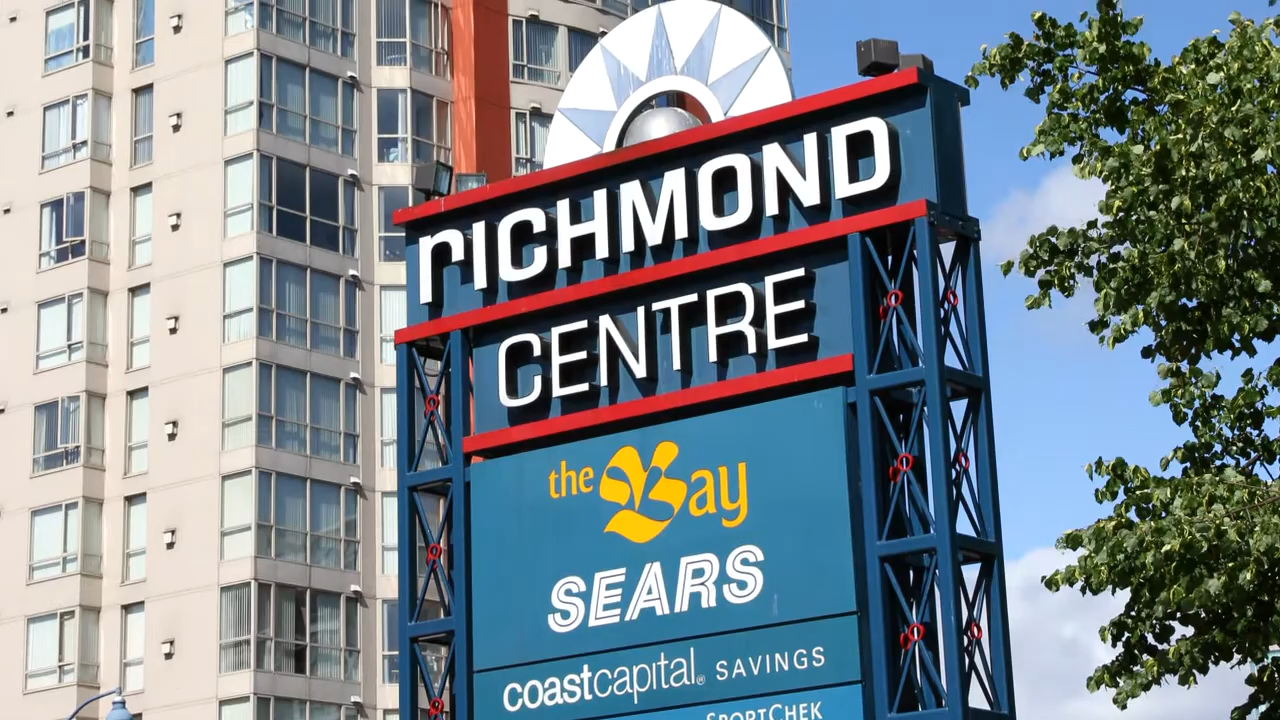 RICHMOND
CENTRE
the Bay
SEARS
coastcapital® SAVINGS
SPORTCHEK